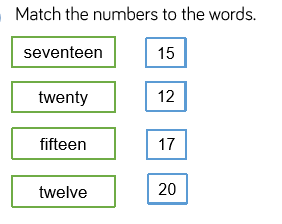 Match the numbers to the words.
seventeen 15
twenty 12
fifteen 17
twelve 20